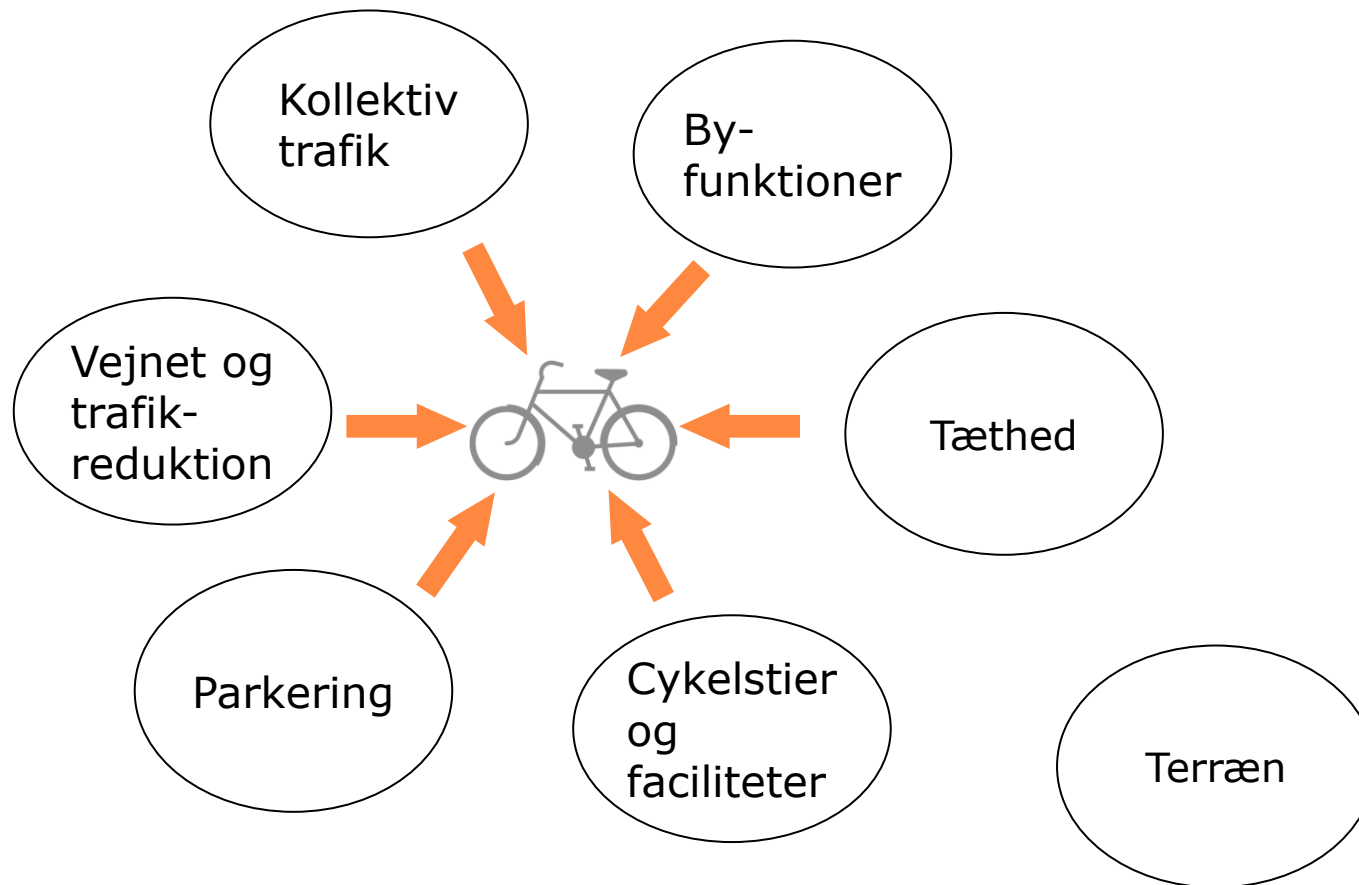 Kollektiv
trafik
By-
funktioner
Vejnet og
trafik-
reduktion
Tæthed
Parkering
Cykelstier
og
faciliteter
Terræn